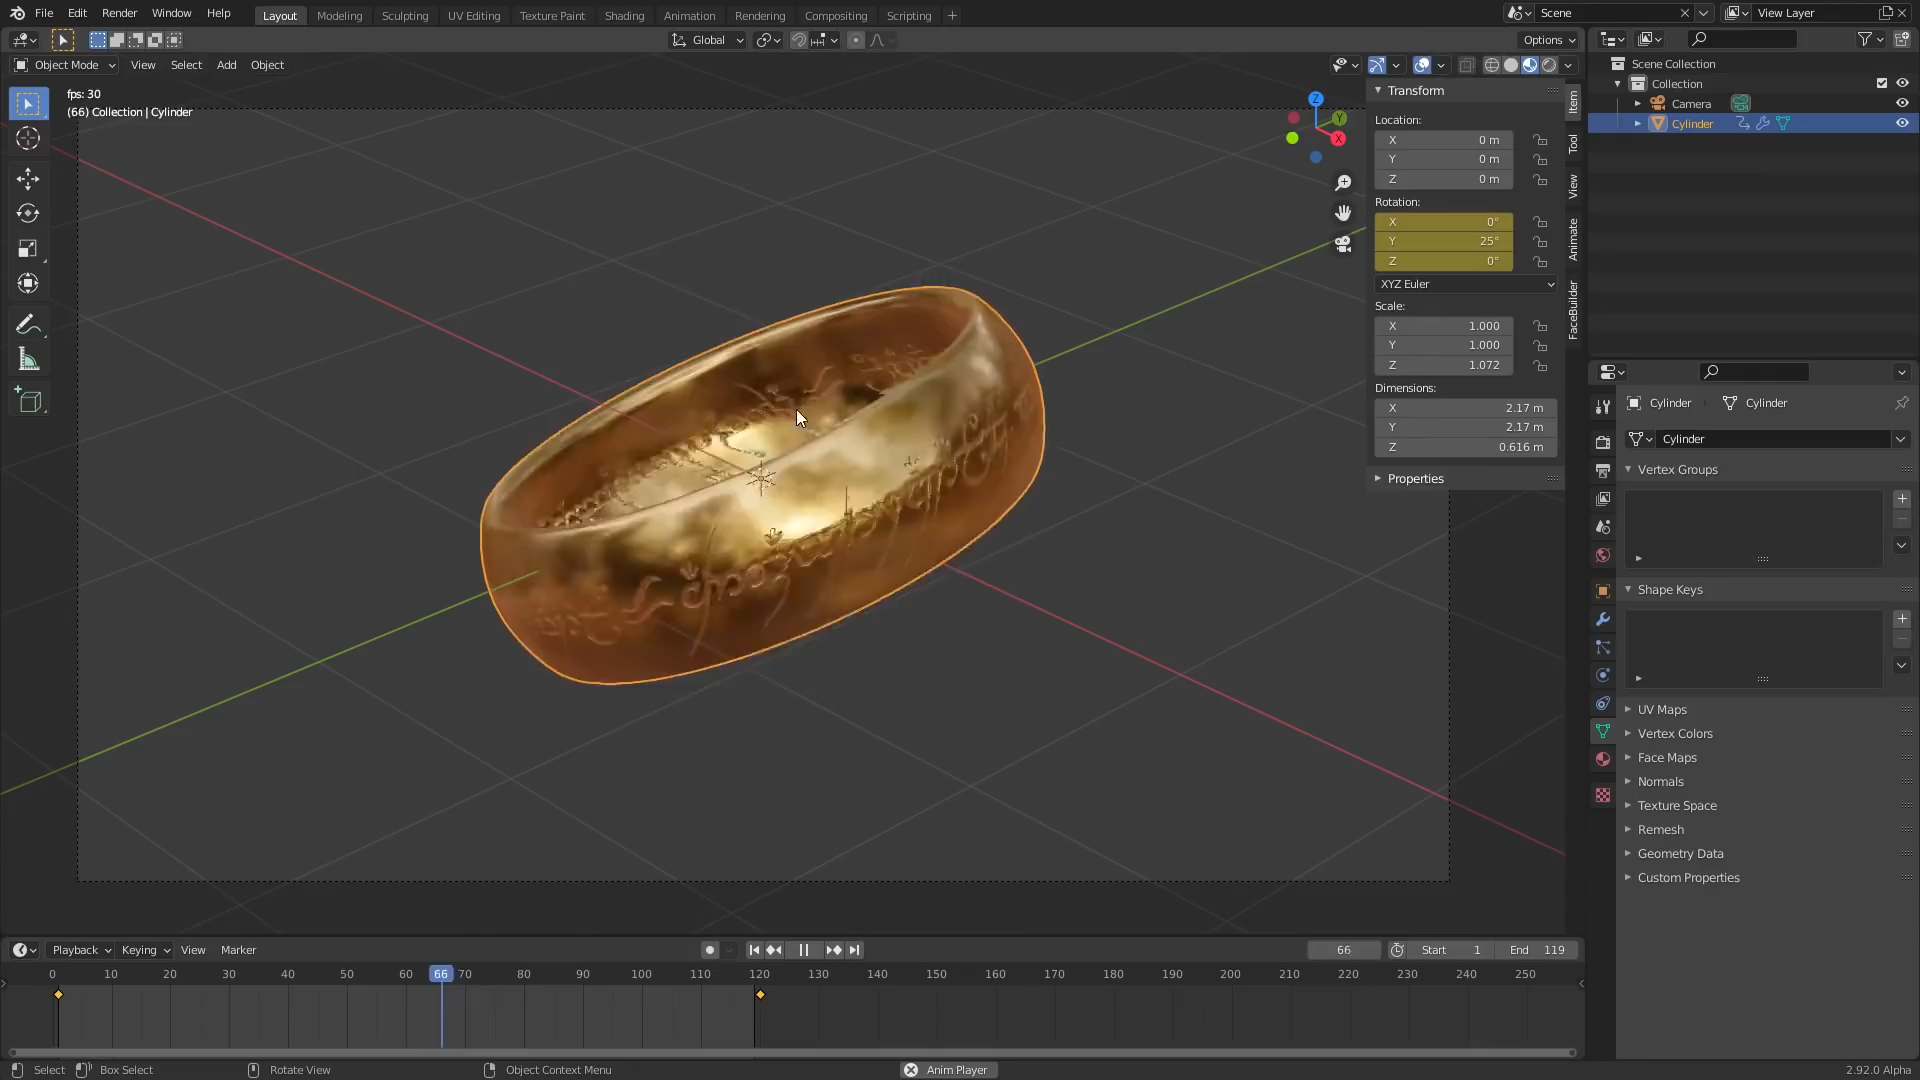 File Edit Render Window Help
Layout Modeling Sculpting UV Editing Texture Paint Shading Animation Rendering Compositing Scripting +
Scene
View Layer
Global
Options
Object Mode View Select Add Object
fps: 30
(66) Collection | Cylinder
Z
Y
X
Transform
Location:
X 0 m
Y 0 m
Z 0 m
Rotation:
X 0°
Y 25°
Z 0°
XYZ Euler
Scale:
X 1.000
Y 1.000
Z 1.072
Dimensions:
X 2.17 m
Y 2.17 m
Z 0.616 m
Properties
Item
Tool
View
Animate
FaceBuilder
Scene Collection
Collection
Camera
Cylinder
Cylinder Cylinder
Cylinder
Vertex Groups
Shape Keys
UV Maps
Vertex Colors
Face Maps
Normals
Texture Space
Remesh
Geometry Data
Custom Properties
Playback Keying View Marker
66 Start 1 End 119
0 10 20 30 40 50 60 66 70 80 90 100 110 120 130 140 150 160 170 180 190 200 210 220 230 240 250
Select Box Select Rotate View Object Context Menu Anim Player 2.92.0 Alpha